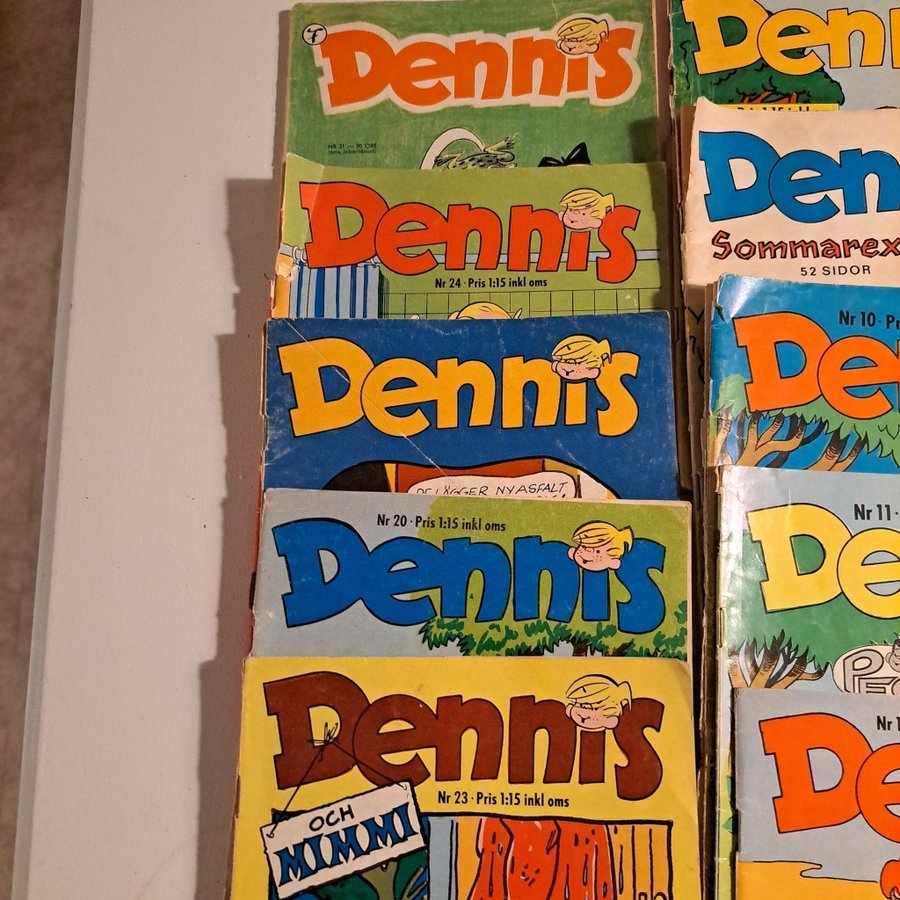 Dennis
NR 21 — 90 ÖRE
Dennis
Nr 24 · Pris 1:15 inkl oms
Dennis
DE LÄGGER NY ASFALT
Nr 20 · Pris 1:15 inkl oms
Dennis
Dennis
Nr 23 · Pris 1:15 inkl oms
OCH
MIMMI
Denn
Den
Sommarex
52 SIDOR
Nr 10 · Pr
De
Nr 11 ·
De
Nr 1
De